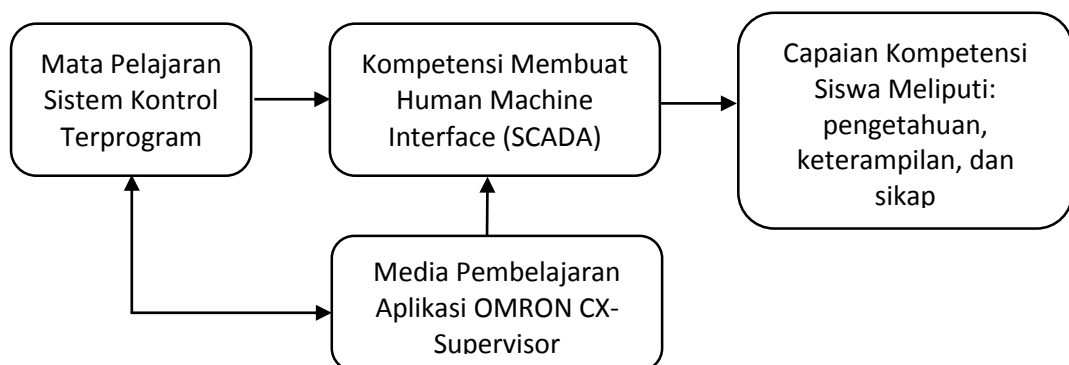 Mata Pelajaran
Sistem Kontrol
Terprogram
Kompetensi Membuat
Human Machine
Interface (SCADA)
Capaian Kompetensi
Siswa Meliputi:
pengetahuan,
keterampilan, dan
sikap
Media Pembelajaran
Aplikasi OMRON CX-
Supervisor